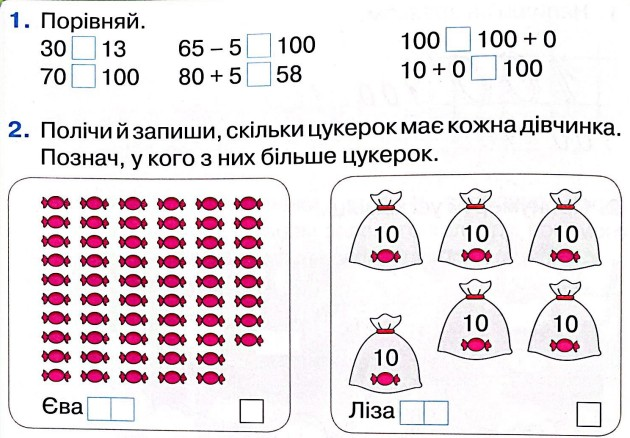 1. Порівняй.
30 □ 13 65 – 5 □ 100 100 □ 100 + 0
70 □ 100 80 + 5 □ 58 10 + 0 □ 100
2. Полічи й запиши, скільки цукерок має кожна дівчинка.
Познач, у кого з них більше цукерок.
10 10 10
10 10 10
Єва Ліза